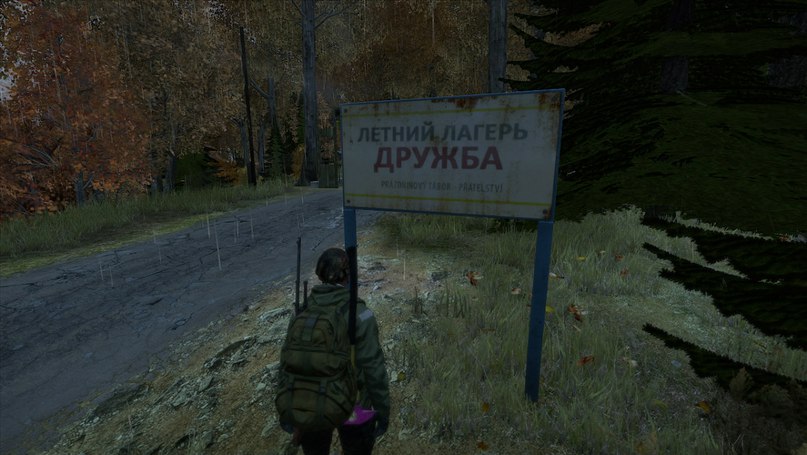 ЛЕТНИЙ ЛАГЕРЬ
ДРУЖБА
PRÁZDNINOVÝ TÁBOR - PŘÁTELSTVÍ